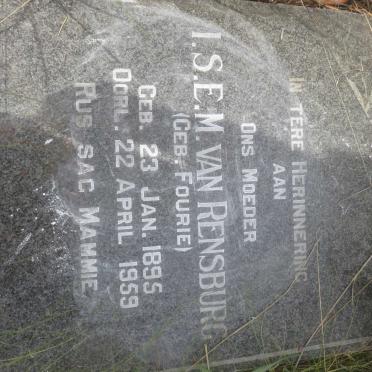 IN TERE HERINNERING
AAN
ONS MOEDER
I.S.E.M. VAN RENSBURG
(GEB. FOURIE)
GEB. 23 JAN. 1895
OORL. 22 APRIL 1959
RUS SAG MAMMIE